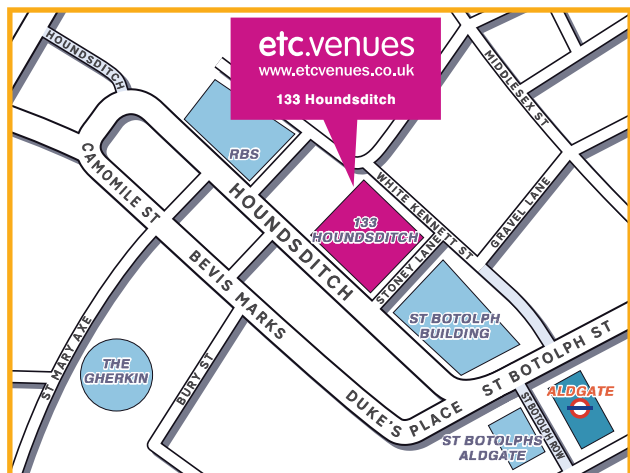 etc.venues
www.etcvenues.co.uk
133 Houndsditch
HOUNDSDITCH
MIDDLESEX ST
RBS
CAMOMILE ST
HOUNDSDITCH
WHITE KENNETT ST
GRAVEL LANE
133
HOUNDSDITCH
STONEY LANE
BEVIS MARKS
ST BOTOLPH
BUILDING
ST MARY AXE
THE
GHERKIN
BURY ST
DUKE'S PLACE
ST BOTOLPH ST
ALDGATE
ST BOTOLPH ROW
ST BOTOLPHS
ALDGATE